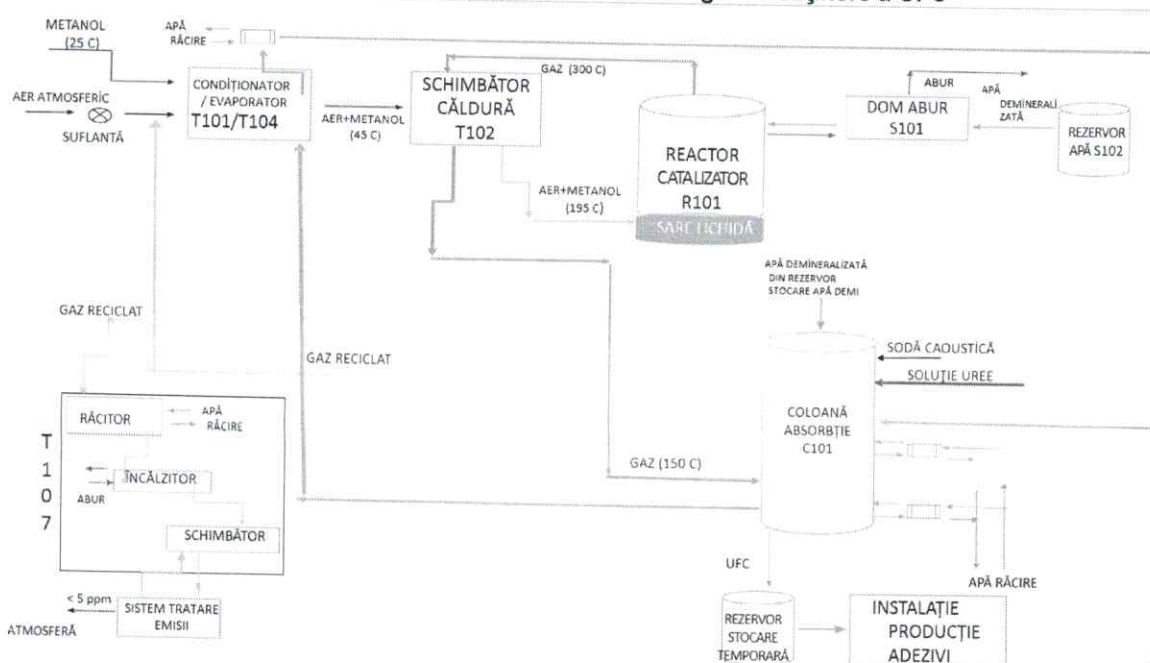 METANOL
(25 C)
AER ATMOSFERIC
SUFLANTĂ
APĂ
RĂCIRE
CONDIȚIONATOR
/ EVAPORATOR
T101/T104
AER+METANOL
(45 C)
SCHIMBĂTOR
CĂLDURĂ
T102
GAZ (300 C)
AER+METANOL
(195 C)
REACTOR
CATALIZATOR
R101
SARE LICHIDĂ
DOM ABUR
S101
ABUR
APĂ
DEMINERALI
ZATĂ
REZERVOR
APĂ S102
APĂ DEMINERALIZATĂ
DIN REZERVOR
STOCARE APĂ DEMI
SODĂ CAOUSTICĂ
SOLUȚIE UREE
COLOANĂ
ABSORBȚIE
C101
GAZ (150 C)
APĂ RĂCIRE
UFC
REZERVOR
STOCARE
TEMPORARĂ
INSTALAȚIE
PRODUCȚIE
ADEZIVI
GAZ RECICLAT
GAZ RECICLAT
T
1
0
7
RĂCITOR
APĂ
RĂCIRE
ÎNCĂLZITOR
ABUR
SCHIMBĂTOR
SISTEM TRATARE
EMISII
< 5 ppm
ATMOSFERĂ